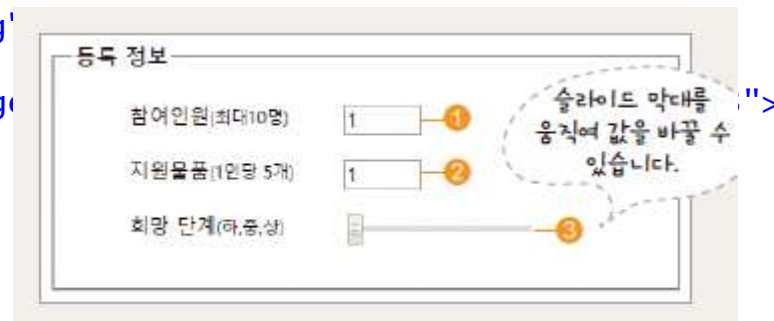 g"
등록 정보
참여인원(최대10명) 1 1
슬라이드 막대를
움직여 값을 바꿀 수
있습니다.
">
지원물품(1인당 5개) 1 2
희망 단계(하,중,상) 3